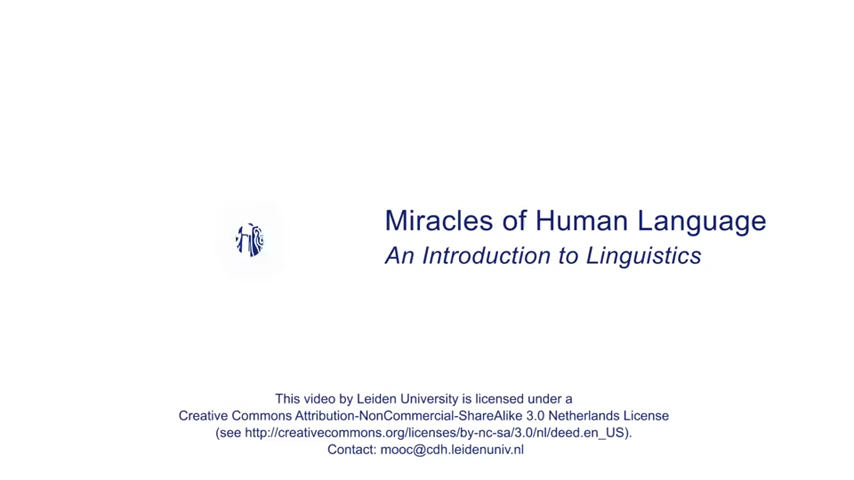 Miracles of Human Language
An Introduction to Linguistics
This video by Leiden University is licensed under a
Creative Commons Attribution-NonCommercial-ShareAlike 3.0 Netherlands License
(see http://creativecommons.org/licenses/by-nc-sa/3.0/nl/deed.en_US).
Contact: mooc@cdh.leidenuniv.nl